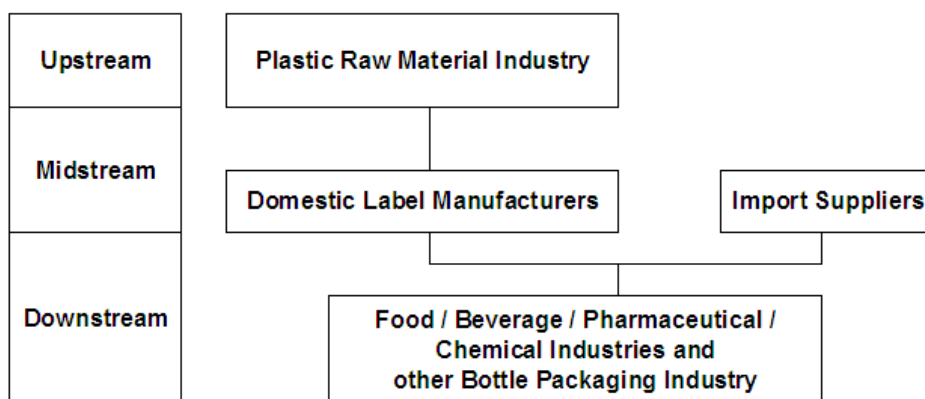 Upstream
Plastic Raw Material Industry
Midstream
Domestic Label Manufacturers
Import Suppliers
Downstream
Food / Beverage / Pharmaceutical /
Chemical Industries and
other Bottle Packaging Industry